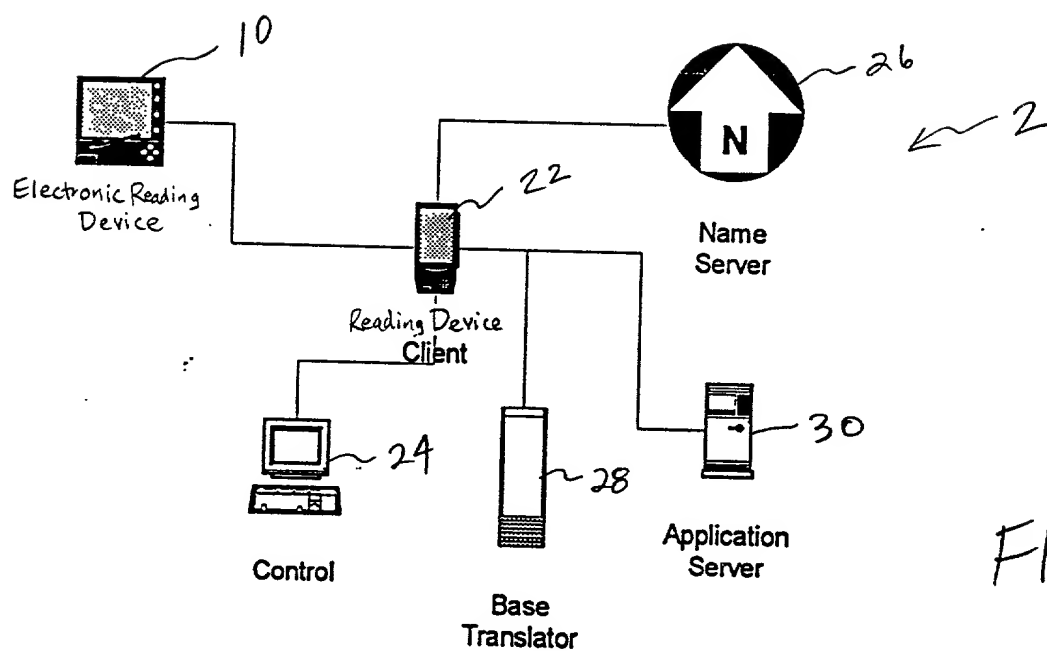 10
26
2
Electronic Reading
Device
22
N
Name
Server
Reading Device
Client
24
28
30
Control
Base
Translator
Application
Server